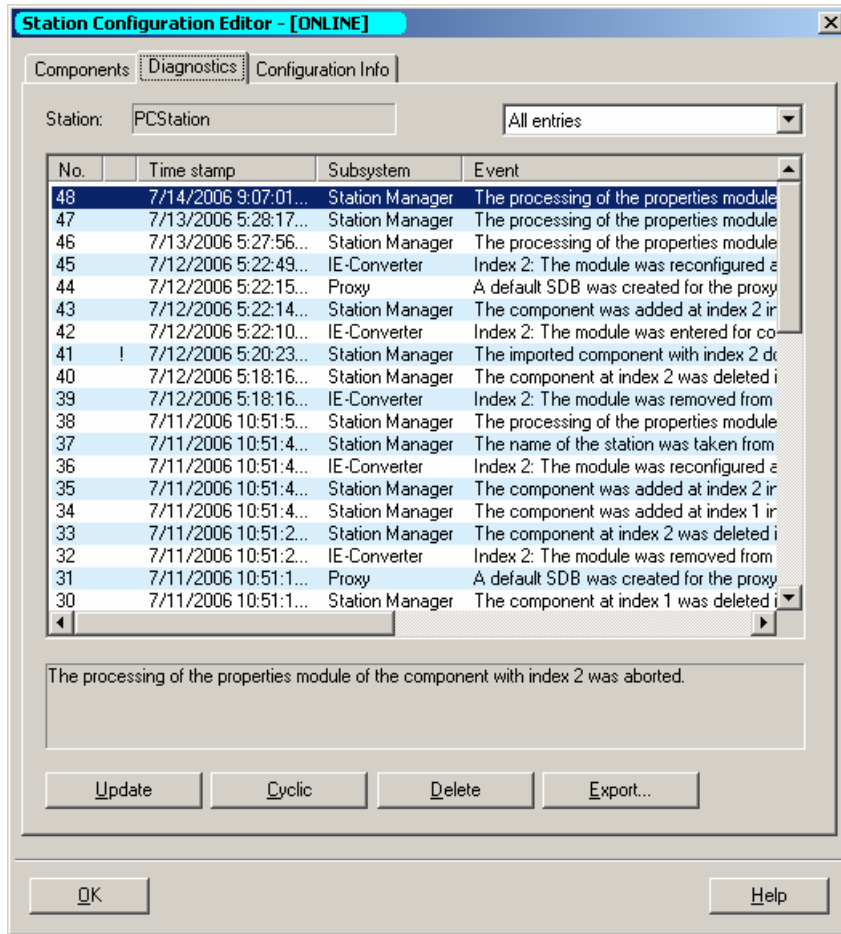 Station Configuration Editor - [ONLINE]
Components Diagnostics Configuration Info
Station: PCStation All entries
No. Time stamp Subsystem Event
48 7/14/2006 9:07:01... Station Manager The processing of the properties module
47 7/13/2006 5:28:17... Station Manager The processing of the properties module
46 7/13/2006 5:27:56... Station Manager The processing of the properties module
45 7/12/2006 5:22:49... IE-Converter Index 2: The module was reconfigured a
44 7/12/2006 5:22:15... Proxy A default SDB was created for the proxy
43 7/12/2006 5:22:14... Station Manager The component was added at index 2 ir
42 7/12/2006 5:22:10... IE-Converter Index 2: The module was entered for co
41 ! 7/12/2006 5:20:23... Station Manager The imported component with index 2 do
40 7/12/2006 5:18:16... Station Manager The component at index 2 was deleted i
39 7/12/2006 5:18:16... IE-Converter Index 2: The module was removed from
38 7/11/2006 10:51:5... Station Manager The processing of the properties module
37 7/11/2006 10:51:4... Station Manager The name of the station was taken from
36 7/11/2006 10:51:4... IE-Converter Index 2: The module was reconfigured a
35 7/11/2006 10:51:4... Station Manager The component was added at index 2 ir
34 7/11/2006 10:51:4... Station Manager The component was added at index 1 ir
33 7/11/2006 10:51:2... Station Manager The component at index 2 was deleted i
32 7/11/2006 10:51:2... IE-Converter Index 2: The module was removed from
31 7/11/2006 10:51:1... Proxy A default SDB was created for the proxy
30 7/11/2006 10:51:1... Station Manager The component at index 1 was deleted i
The processing of the properties module of the component with index 2 was aborted.
Update Cyclic Delete Export...
OK Help